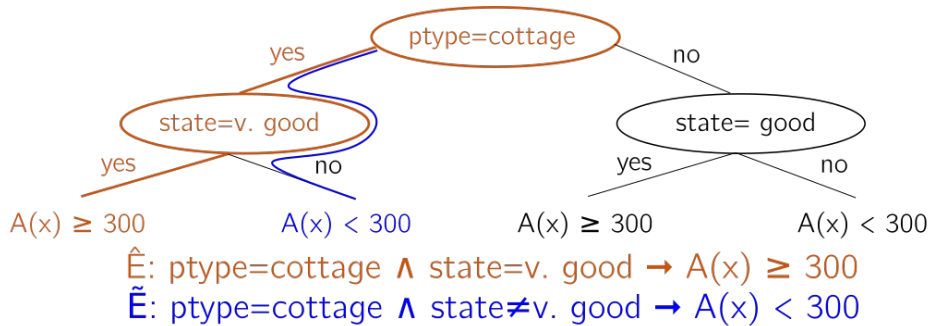 ptype=cottage
yes
no
state=v. good
state= good
yes
no
yes
no
A(x) ≥ 300
A(x) < 300
A(x) ≥ 300
A(x) < 300
Ê: ptype=cottage ∧ state=v. good → A(x) ≥ 300
Ẽ: ptype=cottage ∧ state≠v. good → A(x) < 300